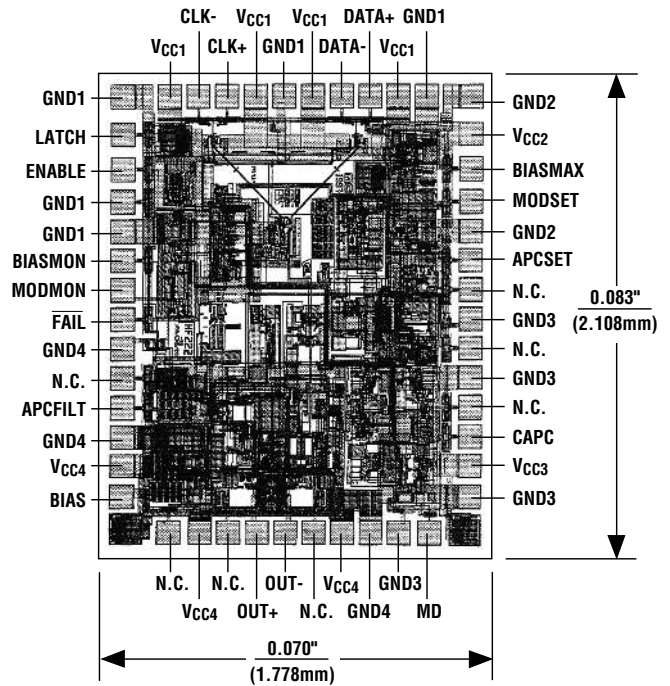 CLK- VCC1 VCC1 DATA+ GND1
VCC1 CLK+ GND1 DATA- VCC1
GND1
LATCH
ENABLE
GND1
GND1
BIASMON
MODMON
FAIL
GND4
N.C.
APCFILT
GND4
VCC4
BIAS
GND2
VCC2
BIASMAX
MODSET
GND2
APCSET
N.C.
GND3
N.C.
GND3
N.C.
CAPC
VCC3
GND3
HF222
N.C. N.C. OUT- VCC4 GND3
VCC4 OUT+ N.C. GND4 MD
0.083"
(2.108mm)
0.070"
(1.778mm)